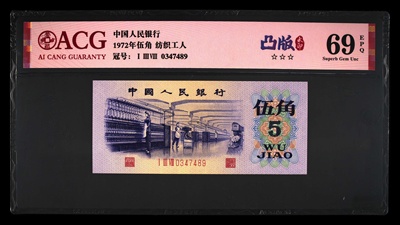 ACG
AI CANG GUARANTY
中国人民银行
1972年伍角 纺织工人
冠号: Ⅰ Ⅲ Ⅶ 0347489
凸版
☆☆☆
69 EPQ
Superb Gem Unc
中國人民銀行
伍角
5
WU
JIAO
Ⅰ Ⅲ Ⅶ 0347489